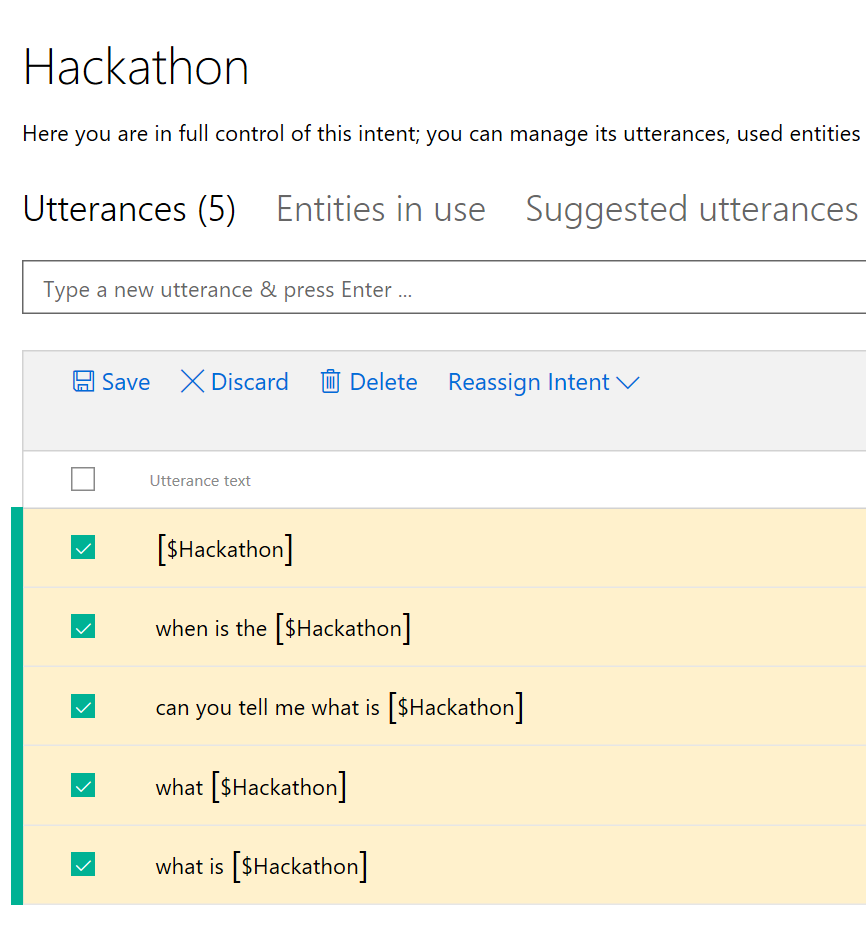 Hackathon
Here you are in full control of this intent; you can manage its utterances, used entities
Utterances (5) Entities in use Suggested utterances
Type a new utterance & press Enter ...
Save Discard Delete Reassign Intent
Utterance text
[$Hackathon]
when is the [$Hackathon]
can you tell me what is [$Hackathon]
what [$Hackathon]
what is [$Hackathon]